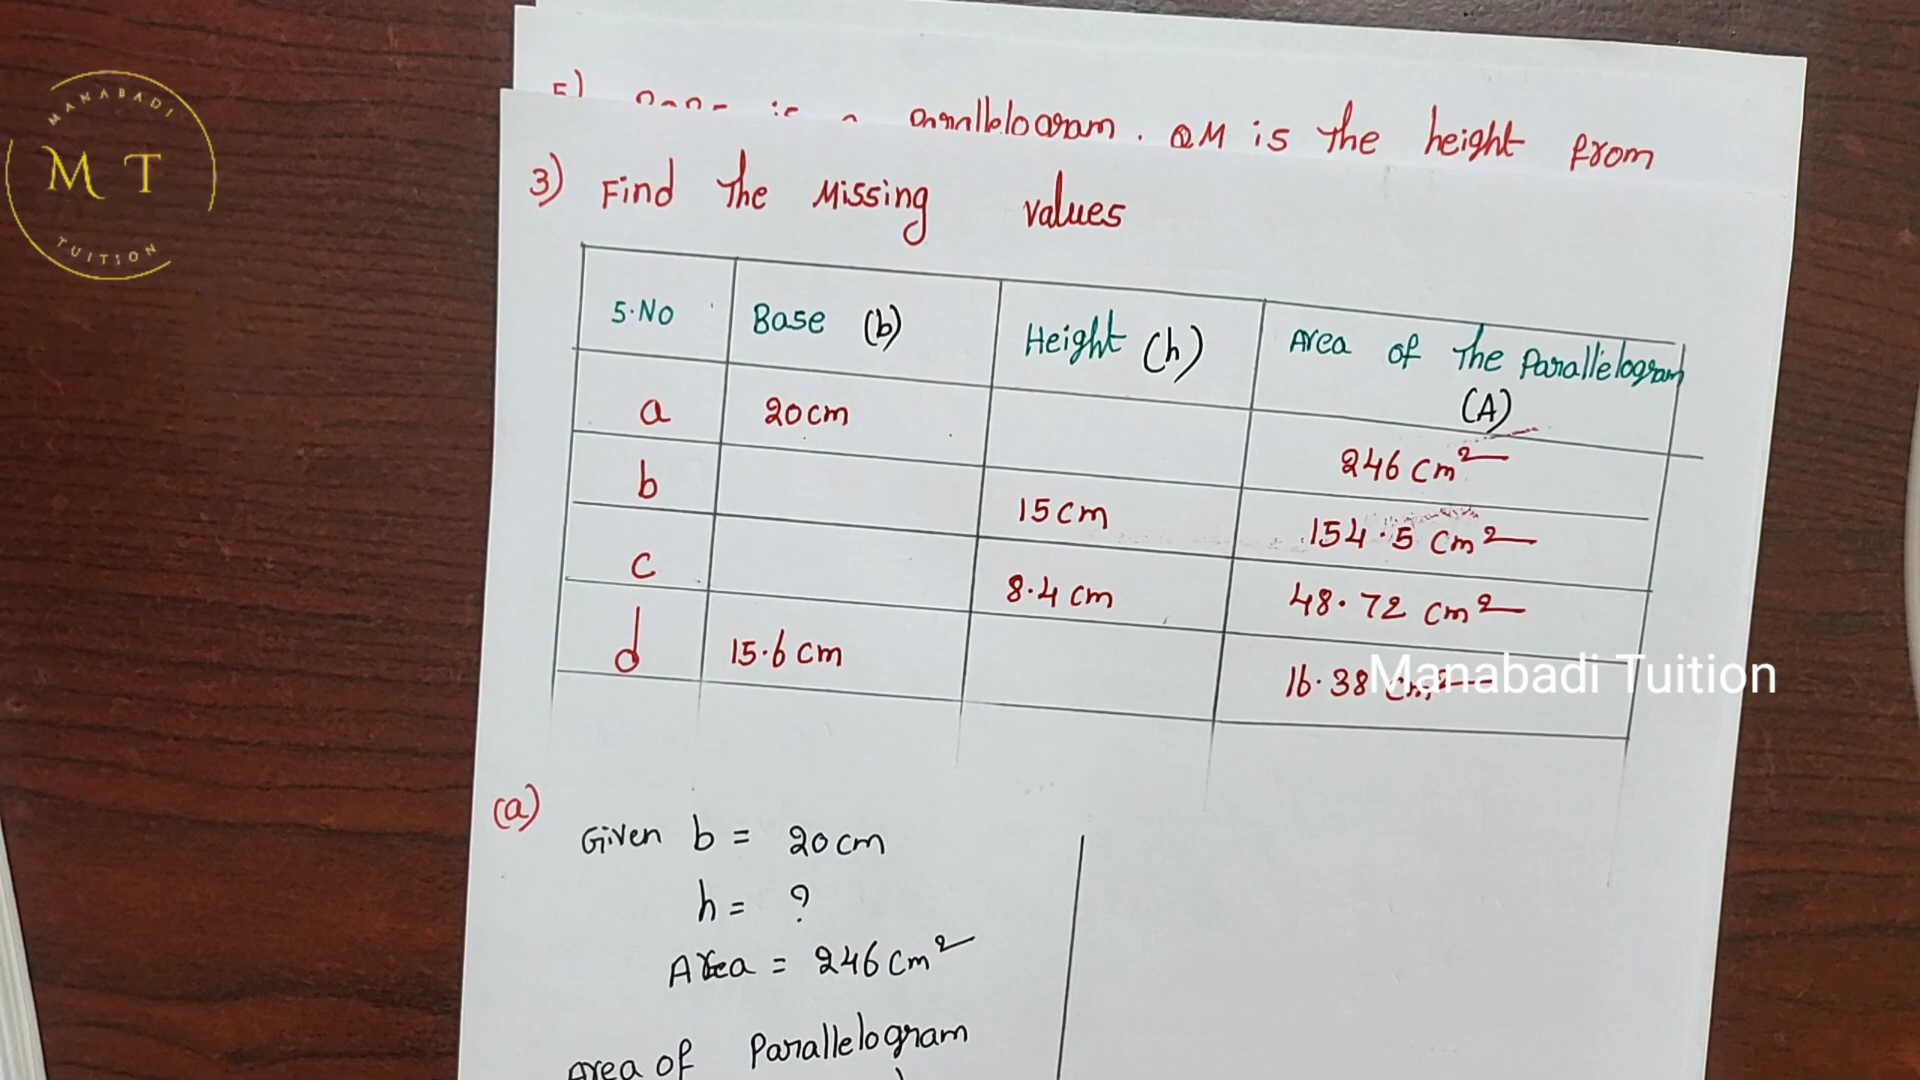 MANABADI
M T
TUITION
parallelogram. QM is the height from
3) Find The Missing values
S.No Base (b) Height (h) Area of The Parallelogram (A)
a 20cm 246 cm²
b 15cm 154.5 cm²
c 8.4 cm 48.72 cm²
d 15.6 cm 16.38 cm²
Manabadi Tuition
(a)
Given b = 20cm
h = ?
Area = 246 cm²
Area of Parallelogram